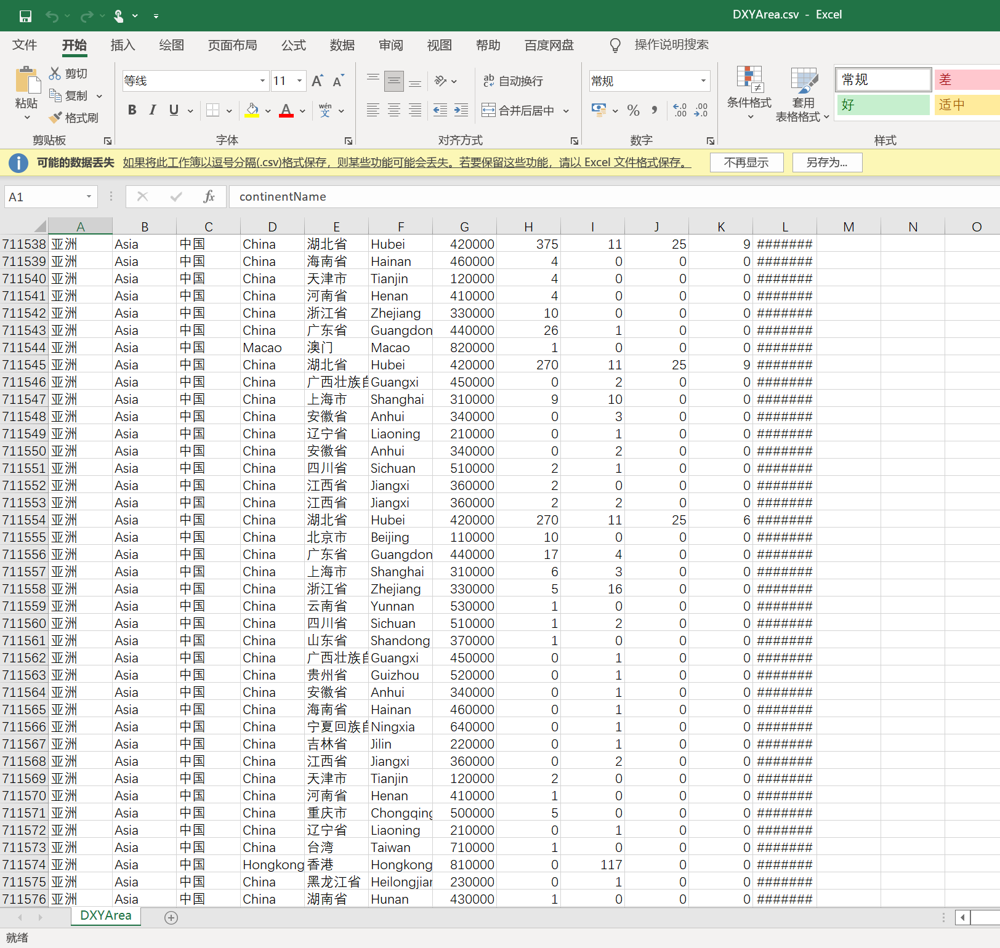 DXYArea.csv - Excel
文件 开始 插入 绘图 页面布局 公式 数据 审阅 视图 帮助 百度网盘 操作说明搜索
粘贴 剪切 复制 格式刷 剪贴板
等线 11 A A
B I U A wén 文 字体
ab c 自动换行 合并后居中 对齐方式
常规 % , .0 .00 .00 .0 数字
条件格式 套用 表格格式 常规 差 好 适中 样式
可能的数据丢失 如果将此工作簿以逗号分隔(.csv)格式保存，则某些功能可能会丢失。若要保留这些功能，请以 Excel 文件格式保存。 不再显示 另存为...
A1 fx continentName
A B C D E F G H I J K L M N O
711538 亚洲 Asia 中国 China 湖北省 Hubei 420000 375 11 25 9 #######
711539 亚洲 Asia 中国 China 海南省 Hainan 460000 4 0 0 0 #######
711540 亚洲 Asia 中国 China 天津市 Tianjin 120000 4 0 0 0 #######
711541 亚洲 Asia 中国 China 河南省 Henan 410000 4 0 0 0 #######
711542 亚洲 Asia 中国 China 浙江省 Zhejiang 330000 10 0 0 0 #######
711543 亚洲 Asia 中国 China 广东省 Guangdon 440000 26 1 0 0 #######
711544 亚洲 Asia 中国 Macao 澳门 Macao 820000 1 0 0 0 #######
711545 亚洲 Asia 中国 China 湖北省 Hubei 420000 270 11 25 9 #######
711546 亚洲 Asia 中国 China 广西壮族自 Guangxi 450000 0 2 0 0 #######
711547 亚洲 Asia 中国 China 上海市 Shanghai 310000 9 10 0 0 #######
711548 亚洲 Asia 中国 China 安徽省 Anhui 340000 0 3 0 0 #######
711549 亚洲 Asia 中国 China 辽宁省 Liaoning 210000 0 1 0 0 #######
711550 亚洲 Asia 中国 China 安徽省 Anhui 340000 0 2 0 0 #######
711551 亚洲 Asia 中国 China 四川省 Sichuan 510000 2 1 0 0 #######
711552 亚洲 Asia 中国 China 江西省 Jiangxi 360000 2 0 0 0 #######
711553 亚洲 Asia 中国 China 江西省 Jiangxi 360000 2 2 0 0 #######
711554 亚洲 Asia 中国 China 湖北省 Hubei 420000 270 11 25 6 #######
711555 亚洲 Asia 中国 China 北京市 Beijing 110000 10 0 0 0 #######
711556 亚洲 Asia 中国 China 广东省 Guangdon 440000 17 4 0 0 #######
711557 亚洲 Asia 中国 China 上海市 Shanghai 310000 6 3 0 0 #######
711558 亚洲 Asia 中国 China 浙江省 Zhejiang 330000 5 16 0 0 #######
711559 亚洲 Asia 中国 China 云南省 Yunnan 530000 1 0 0 0 #######
711560 亚洲 Asia 中国 China 四川省 Sichuan 510000 1 2 0 0 #######
711561 亚洲 Asia 中国 China 山东省 Shandong 370000 1 0 0 0 #######
711562 亚洲 Asia 中国 China 广西壮族自 Guangxi 450000 0 1 0 0 #######
711563 亚洲 Asia 中国 China 贵州省 Guizhou 520000 0 1 0 0 #######
711564 亚洲 Asia 中国 China 安徽省 Anhui 340000 0 1 0 0 #######
711565 亚洲 Asia 中国 China 海南省 Hainan 460000 0 1 0 0 #######
711566 亚洲 Asia 中国 China 宁夏回族自 Ningxia 640000 0 1 0 0 #######
711567 亚洲 Asia 中国 China 吉林省 Jilin 220000 0 1 0 0 #######
711568 亚洲 Asia 中国 China 江西省 Jiangxi 360000 0 2 0 0 #######
711569 亚洲 Asia 中国 China 天津市 Tianjin 120000 2 0 0 0 #######
711570 亚洲 Asia 中国 China 河南省 Henan 410000 1 0 0 0 #######
711571 亚洲 Asia 中国 China 重庆市 Chongqing 500000 5 0 0 0 #######
711572 亚洲 Asia 中国 China 辽宁省 Liaoning 210000 0 1 0 0 #######
711573 亚洲 Asia 中国 China 台湾 Taiwan 710000 1 0 0 0 #######
711574 亚洲 Asia 中国 Hongkong 香港 Hongkong 810000 0 117 0 0 #######
711575 亚洲 Asia 中国 China 黑龙江省 Heilongjiar 230000 0 1 0 0 #######
711576 亚洲 Asia 中国 China 湖南省 Hunan 430000 1 0 0 0 #######
DXYArea
就绪